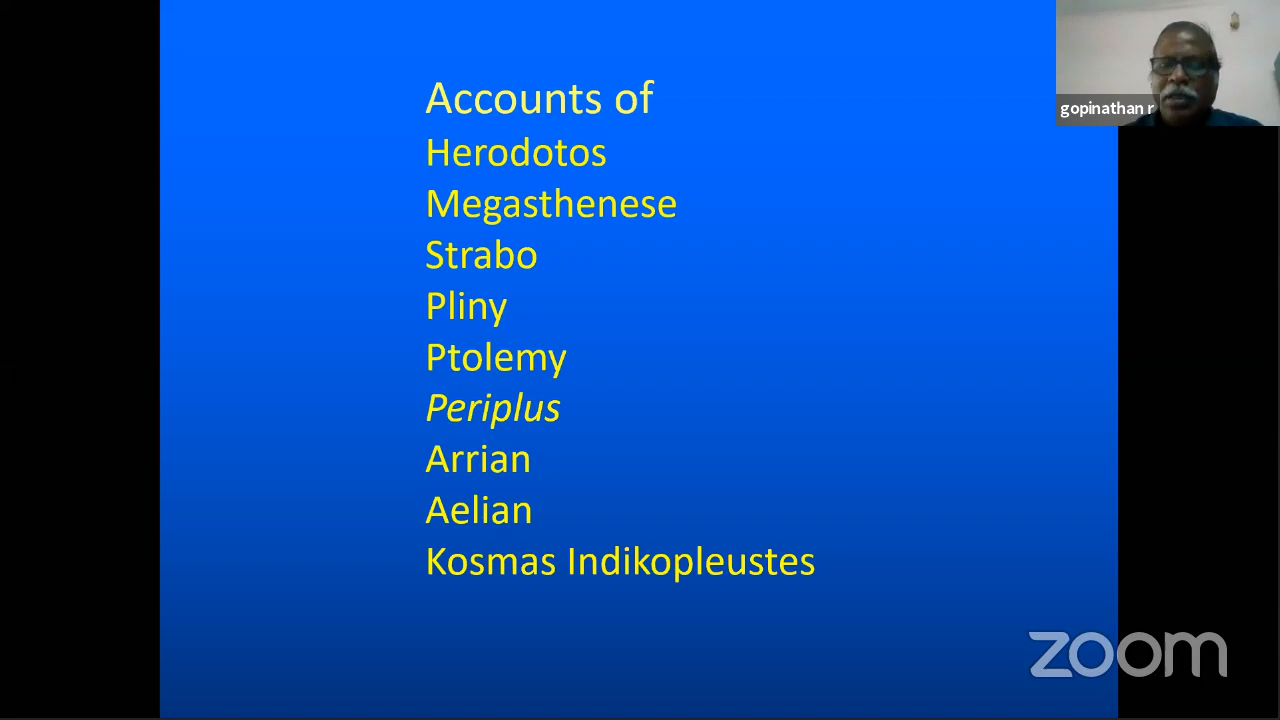 Accounts of
Herodotos
Megasthenese
Strabo
Pliny
Ptolemy
Periplus
Arrian
Aelian
Kosmas Indikopleustes
gopinathan r
zoom